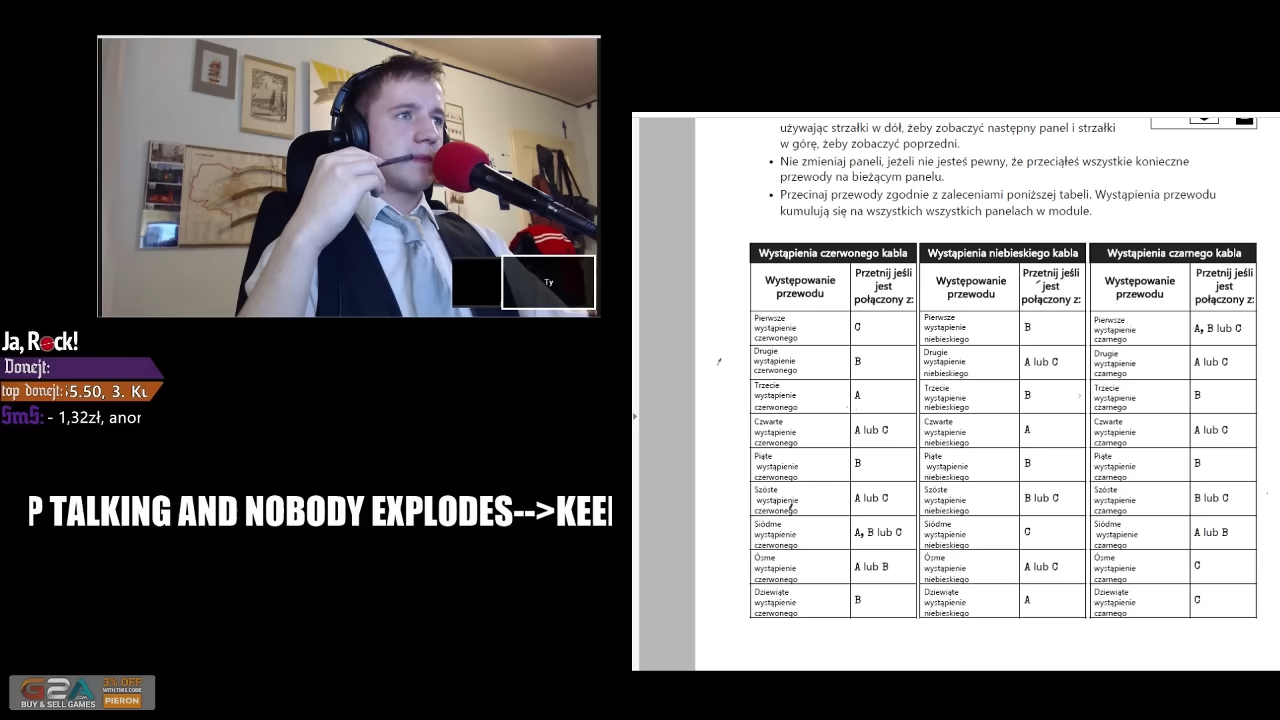 Ty
Ja, Rock!
Donejt:
top donejt:
5.50, 3. Ku
SmS:
- 1,32zł, anor
P TALKING AND NOBODY EXPLODES-->KEE
G2A.COM
BUY & SELL GAMES
3% OFF
WITH THIS CODE
PIERON
używając strzałki w dół, żeby zobaczyć następny panel i strzałki
w górę, żeby zobaczyć poprzedni.
• Nie zmieniaj paneli, jeżeli nie jesteś pewny, że przeciąłeś wszystkie konieczne
przewody na bieżącym panelu.
• Przecinaj przewody zgodnie z zaleceniami poniższej tabeli. Wystąpienia przewodu
kumulują się na wszystkich wszystkich panelach w module.
Wystąpienia czerwonego kabla
Występowanie
przewodu
Przetnij jeśli
jest
połączony z:
Pierwsze
wystąpienie
czerwonego
C
Drugie
wystąpienie
czerwonego
B
Trzecie
wystąpienie
czerwonego
A
Czwarte
wystąpienie
czerwonego
A lub C
Piąte
wystąpienie
czerwonego
B
Szóste
wystąpienie
czerwonego
A lub C
Siódme
wystąpienie
czerwonego
A, B lub C
Ósme
wystąpienie
czerwonego
A lub B
Dziewiąte
wystąpienie
czerwonego
B
Wystąpienia niebieskiego kabla
Występowanie
przewodu
Przetnij jeśli
jest
połączony z:
Pierwsze
wystąpienie
niebieskiego
B
Drugie
wystąpienie
niebieskiego
A lub C
Trzecie
wystąpienie
niebieskiego
B
Czwarte
wystąpienie
niebieskiego
A
Piąte
wystąpienie
niebieskiego
B
Szóste
wystąpienie
niebieskiego
B lub C
Siódme
wystąpienie
niebieskiego
C
Ósme
wystąpienie
niebieskiego
A lub C
Dziewiąte
wystąpienie
niebieskiego
A
Wystąpienia czarnego kabla
Występowanie
przewodu
Przetnij jeśli
jest
połączony z:
Pierwsze
wystąpienie
czarnego
A, B lub C
Drugie
wystąpienie
czarnego
A lub C
Trzecie
wystąpienie
czarnego
B
Czwarte
wystąpienie
czarnego
A lub C
Piąte
wystąpienie
czarnego
B
Szóste
wystąpienie
czarnego
B lub C
Siódme
wystąpienie
czarnego
A lub B
Ósme
wystąpienie
czarnego
C
Dziewiąte
wystąpienie
czarnego
C